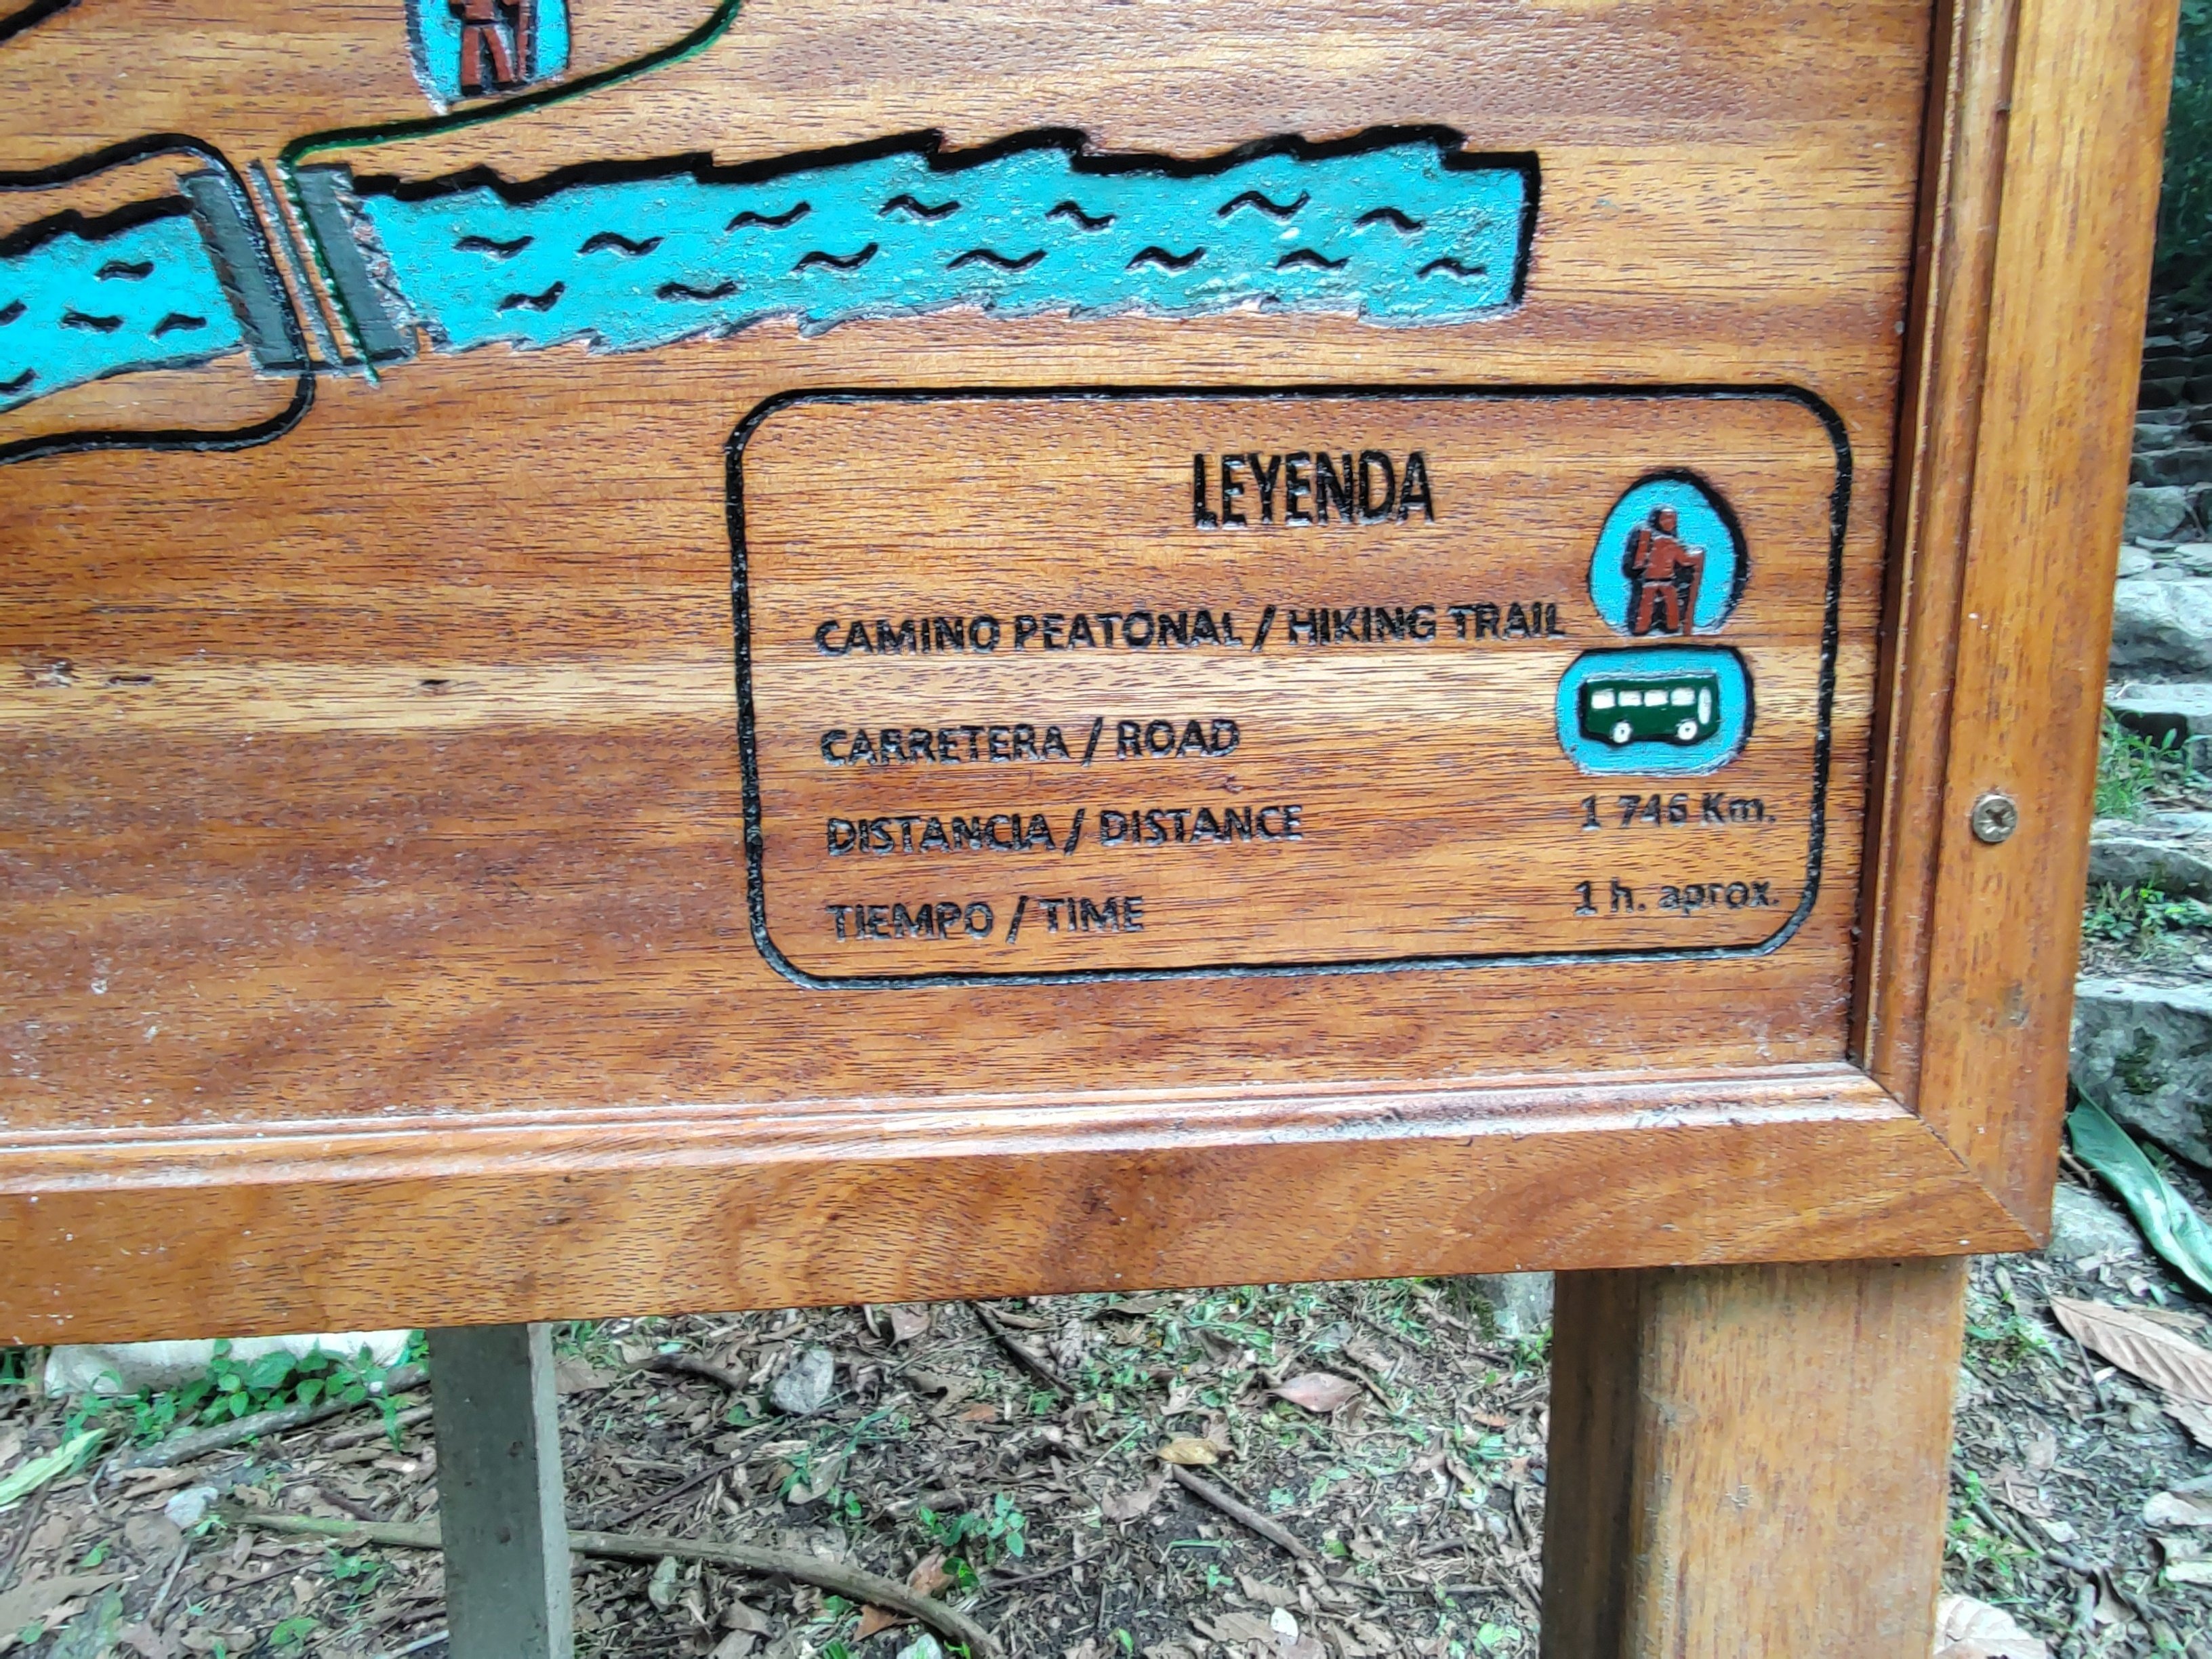 LEYENDA
CAMINO PEATONAL / HIKING TRAIL
CARRETERA / ROAD
DISTANCIA / DISTANCE 1 746 Km.
TIEMPO / TIME 1 h. aprox.